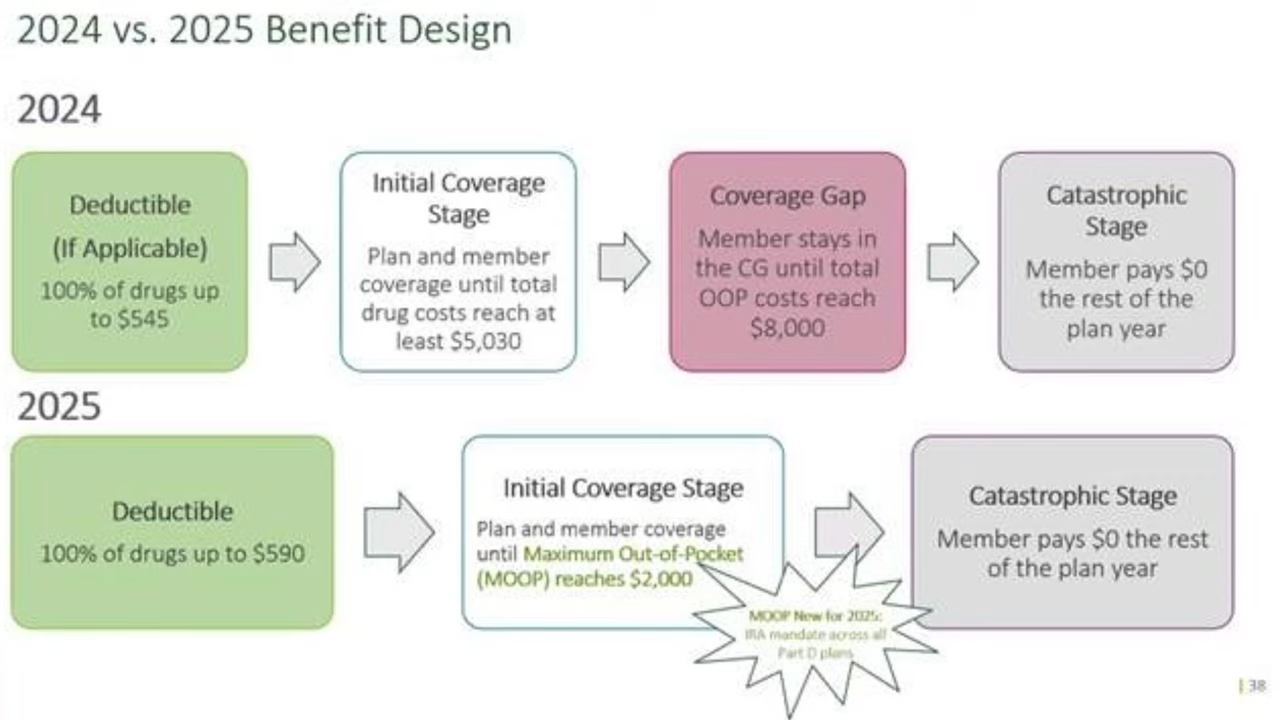 2024 vs. 2025 Benefit Design
2024
Deductible
(If Applicable)
100% of drugs up
to $545
Initial Coverage
Stage
Plan and member
coverage until total
drug costs reach at
least $5,030
Coverage Gap
Member stays in
the CG until total
OOP costs reach
$8,000
Catastrophic
Stage
Member pays $0
the rest of the
plan year
2025
Deductible
100% of drugs up to $590
Initial Coverage Stage
Plan and member coverage
until Maximum Out-of-Pocket
(MOOP) reaches $2,000
MOOP New for 2025:
IRA mandate across all
Part D plans
Catastrophic Stage
Member pays $0 the rest
of the plan year
38